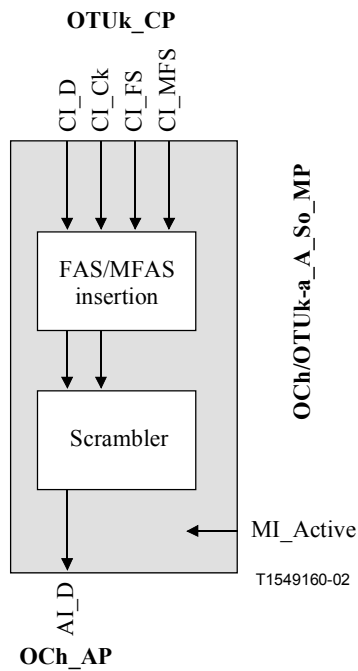 OTUk_CP
CI_D
CI_Ck
CI_FS
CI_MFS
FAS/MFAS
insertion
OCh/OTUk-a_A_So_MP
Scrambler
MI_Active
T1549160-02
AI_D
OCh_AP